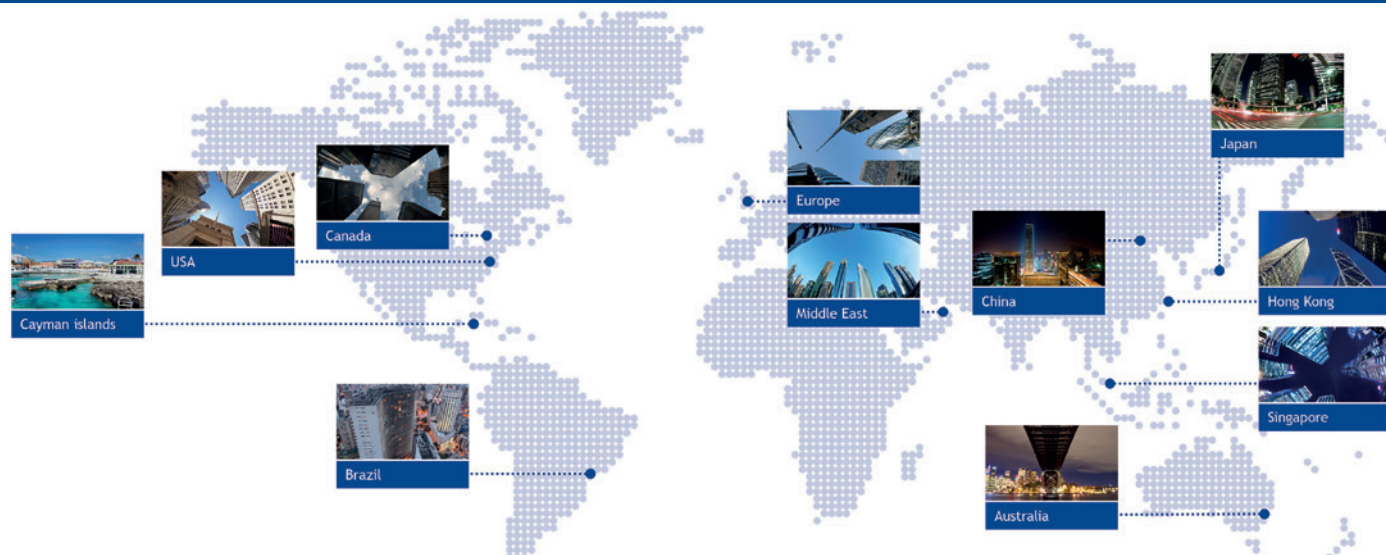 Japan
Europe
Canada
USA
Cayman islands
Middle East
China
Hong Kong
Singapore
Brazil
Australia